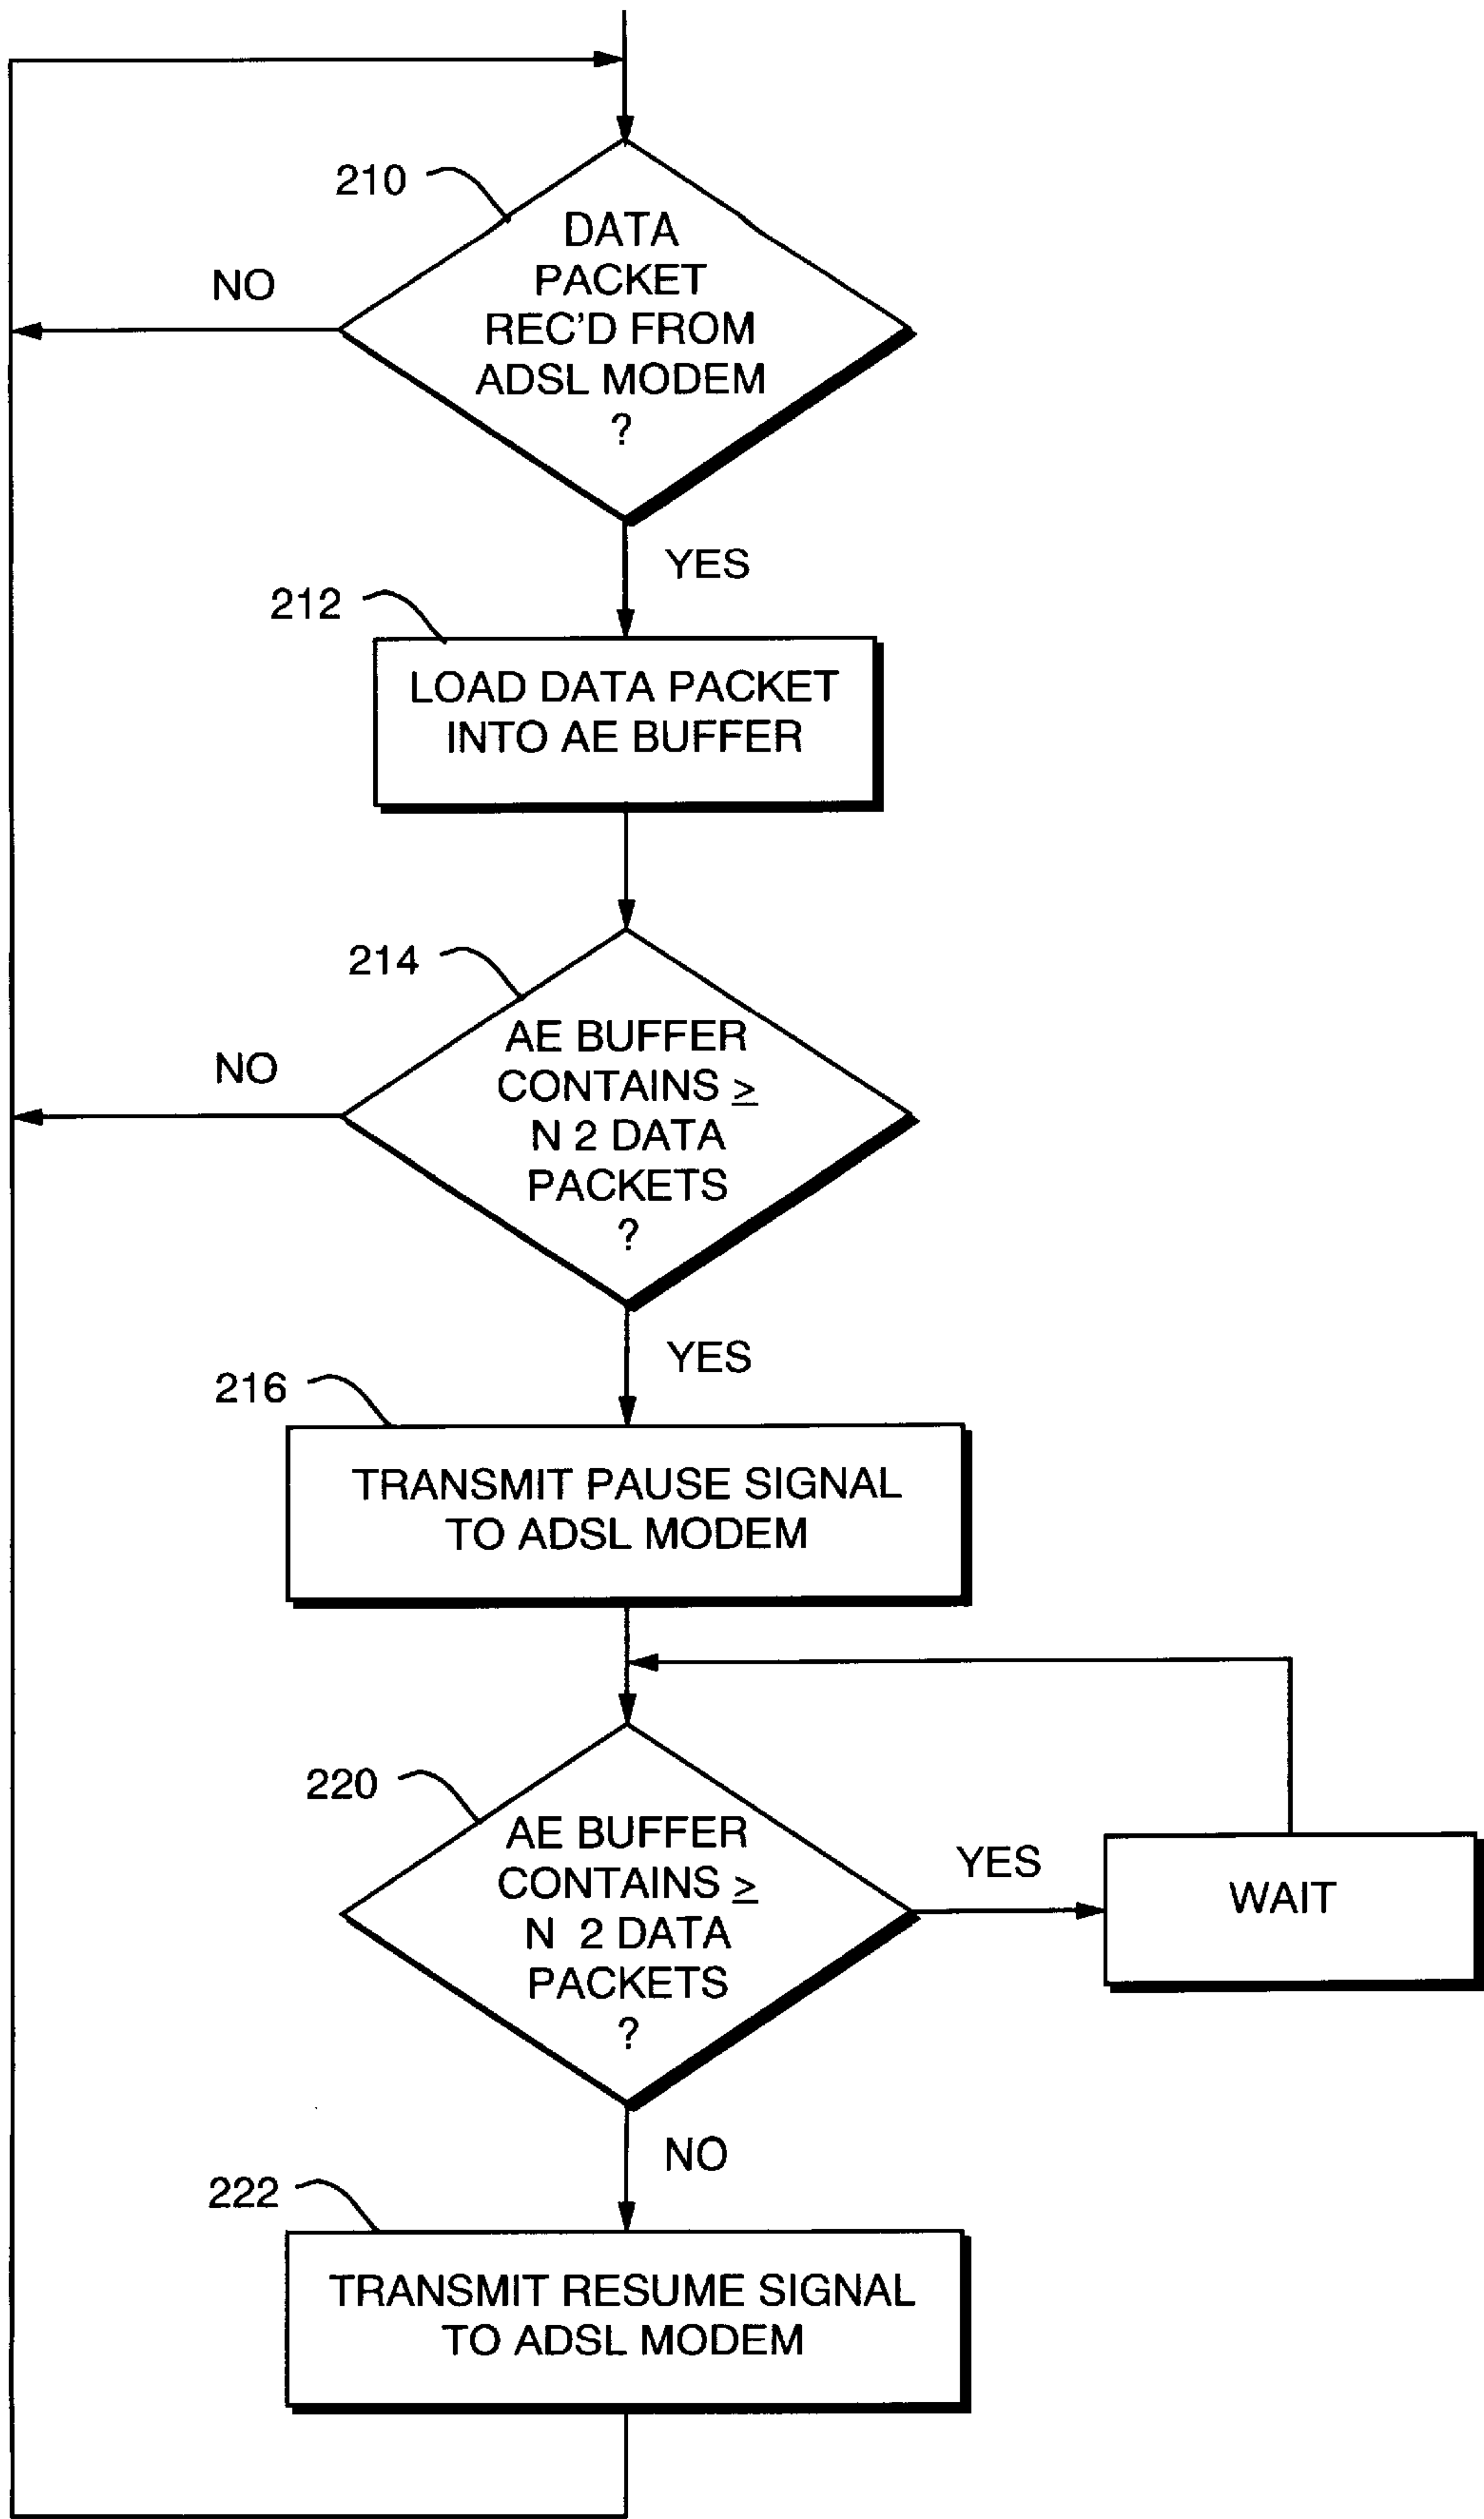 210
DATA
PACKET
REC'D FROM
ADSL MODEM
?
NO
YES
212
LOAD DATA PACKET
INTO AE BUFFER
214
AE BUFFER
CONTAINS ≥
N 2 DATA
PACKETS
?
NO
YES
216
TRANSMIT PAUSE SIGNAL
TO ADSL MODEM
220
AE BUFFER
CONTAINS ≥
N 2 DATA
PACKETS
?
YES
WAIT
NO
222
TRANSMIT RESUME SIGNAL
TO ADSL MODEM